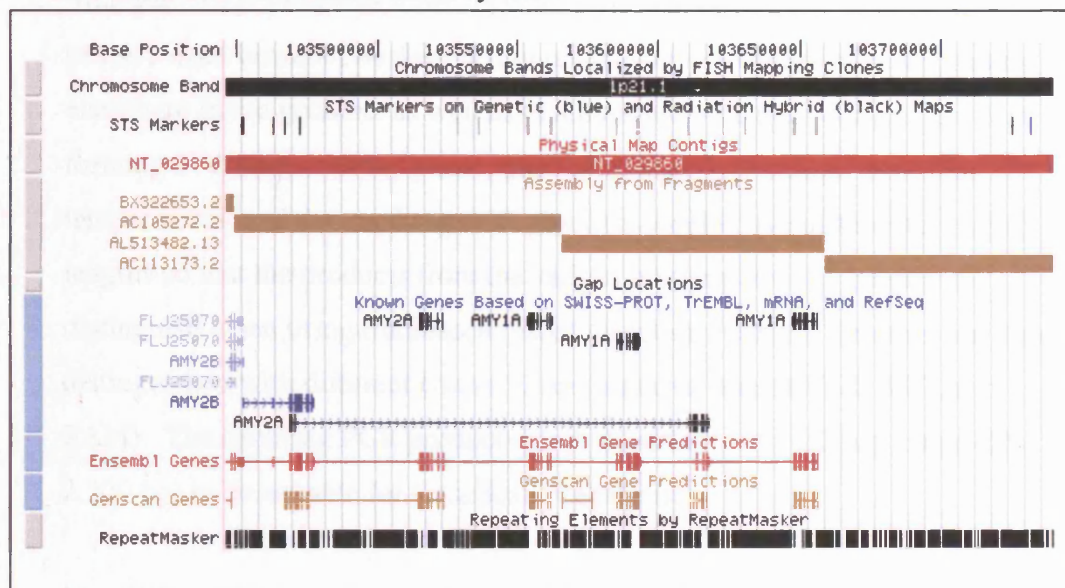 Base Position 103500000| 103550000| 103600000| 103650000| 103700000|
Chromosome Bands Localized by FISH Mapping Clones
Chromosome Band 1p21.1
STS Markers on Genetic (blue) and Radiation Hybrid (black) Maps
STS Markers
Physical Map Contigs
NT_029860 NT_029860
Assembly from Fragments
BX322653.2
AC105272.2
AL513482.13
AC113173.2
Gap Locations
Known Genes Based on SWISS-PROT, TrEMBL, mRNA, and RefSeq
FLJ25070 AMY2A AMY1A AMY1A
FLJ25070 AMY1A
AMY2B
FLJ25070
AMY2B
AMY2A
Ensembl Gene Predictions
Ensembl Genes
Genscan Gene Predictions
Genscan Genes
Repeating Elements by RepeatMasker
RepeatMasker